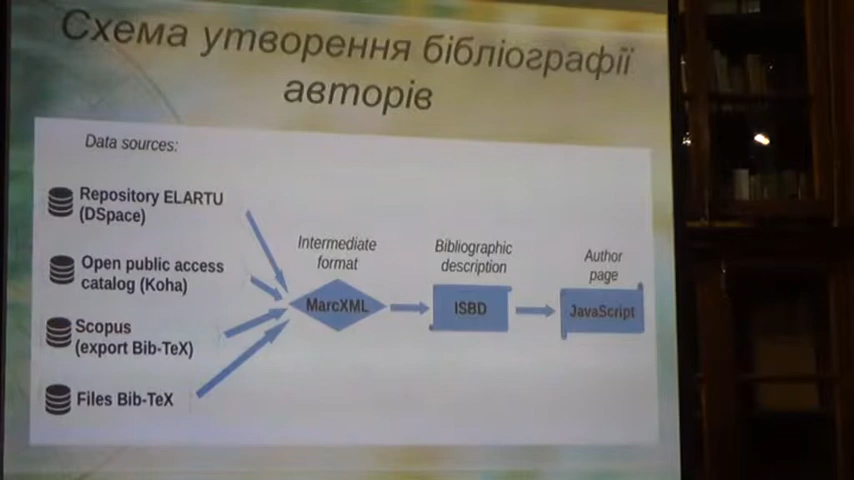 Схема утворення бібліографії
авторів
Data sources:
Repository ELARTU
(DSpace)
Open public access
catalog (Koha)
Scopus
(export Bib-TeX)
Files Bib-TeX
Intermediate
format
MarcXML
Bibliographic
description
ISBD
Author
page
JavaScript